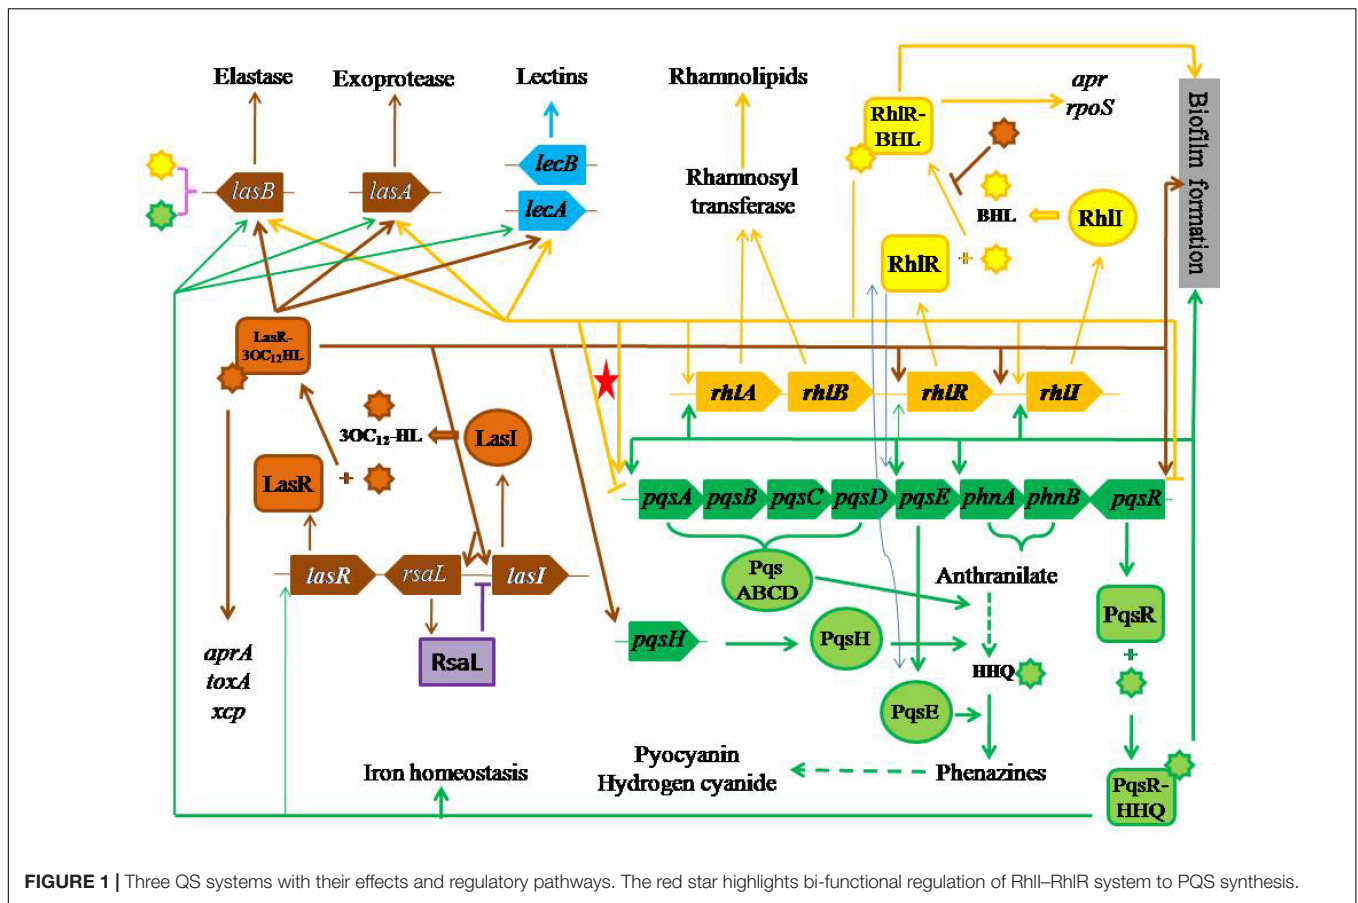 Elastase
Exoprotease
Lectins
Rhamnolipids
apr
rpoS
RhlR-
BHL
Biofilm formation
lasB
lasA
lecB
lecA
Rhamnosyl
transferase
BHL
RhlI
RhlR
+
LasR-
3OC12HL
rhlA
rhlB
rhlR
rhlI
3OC12-HL
LasI
LasR
+
pqsA
pqsB
pqsC
pqsD
pqsE
phnA
phnB
pqsR
lasR
rsaL
lasI
Pqs
ABCD
Anthranilate
PqsR
+
pqsH
PqsH
HHQ
RsaL
aprA
toxA
xcp
PqsE
Pyocyanin
Hydrogen cyanide
Phenazines
Iron homeostasis
PqsR-
HHQ
FIGURE 1 | Three QS systems with their effects and regulatory pathways. The red star highlights bi-functional regulation of RhlI–RhlR system to PQS synthesis.